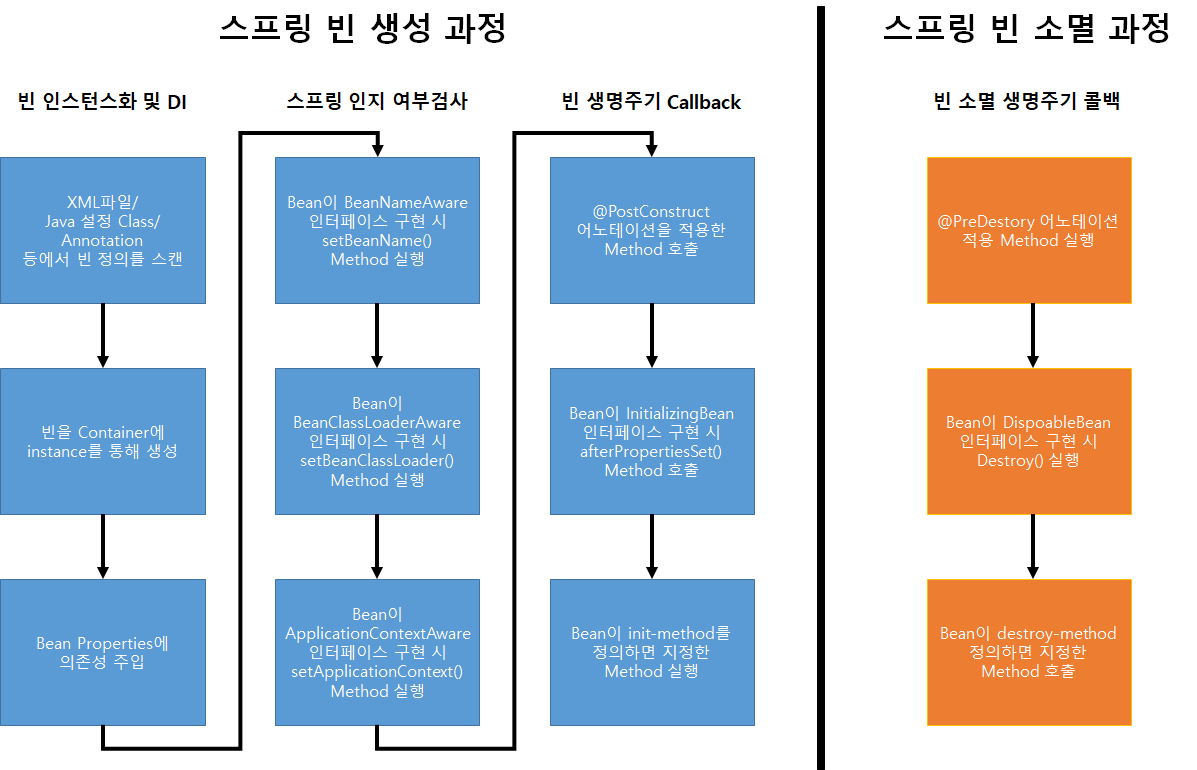 스프링 빈 생성 과정
빈 인스턴스화 및 DI
XML파일/
Java 설정 Class/
Annotation
등에서 빈 정의를 스캔
빈을 Container에
instance를 통해 생성
Bean Properties에
의존성 주입
스프링 인지 여부검사
Bean이 BeanNameAware
인터페이스 구현 시
setBeanName()
Method 실행
Bean이
BeanClassLoaderAware
인터페이스 구현 시
setBeanClassLoader()
Method 실행
Bean이
ApplicationContextAware
인터페이스 구현 시
setApplicationContext()
Method 실행
빈 생명주기 Callback
@PostConstruct
어노테이션을 적용한
Method 호출
Bean이 InitializingBean
인터페이스 구현 시
afterPropertiesSet()
Method 호출
Bean이 init-method를
정의하면 지정한
Method 실행
스프링 빈 소멸 과정
빈 소멸 생명주기 콜백
@PreDestory 어노테이션
적용 Method 실행
Bean이 DispoableBean
인터페이스 구현 시
Destroy() 실행
Bean이 destroy-method
정의하면 지정한
Method 호출